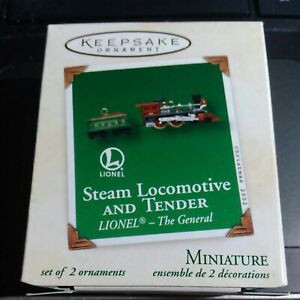 KEEPSAKE
ORNAMENT
L
LIONEL
Steam Locomotive
AND TENDER
LIONEL® – The General
MINIATURE
set of 2 ornaments
ensemble de 2 décorations